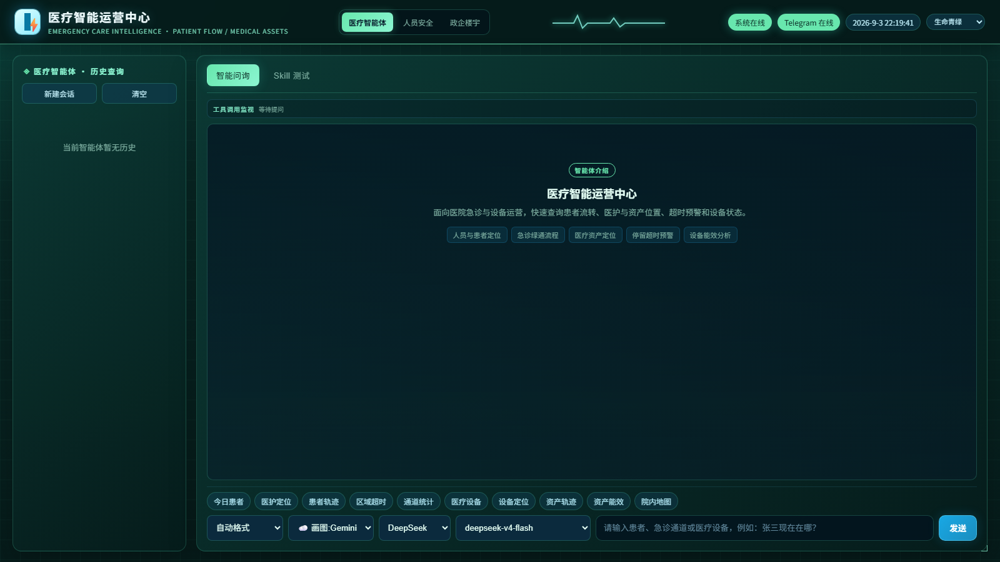 医疗智能运营中心
EMERGENCY CARE INTELLIGENCE • PATIENT FLOW / MEDICAL ASSETS
医疗智能体 人员安全 政企楼宇
系统在线 Telegram 在线 2026-9-3 22:19:41 生命青绿
医疗智能体 • 历史查询
新建会话 清空
当前智能体暂无历史
智能问询 Skill 测试
工具调用监视 等待提问
智能体介绍
医疗智能运营中心
面向医院急诊与设备运营，快速查询患者流转、医护与资产位置、超时预警和设备状态。
人员与患者定位 急诊绿通流程 医疗资产定位 停留超时预警 设备能效分析
今日患者 医护定位 患者轨迹 区域超时 通道统计 医疗设备 设备定位 资产轨迹 资产能效 院内地图
自动格式 画图:Gemini DeepSeek deepseek-v4-flash 请输入患者、急诊通道或医疗设备，例如：张三现在在哪？ 发送